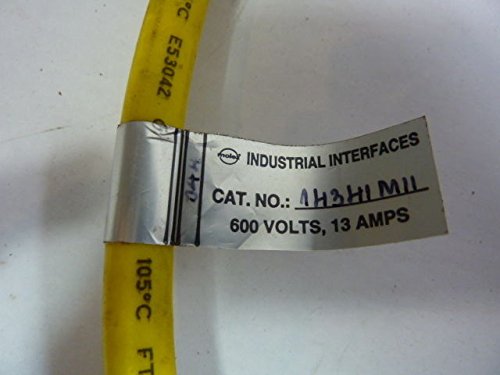 °C E53042
molex INDUSTRIAL INTERFACES
CAT. NO.: 1H3H1M11
600 VOLTS, 13 AMPS
105°C FT